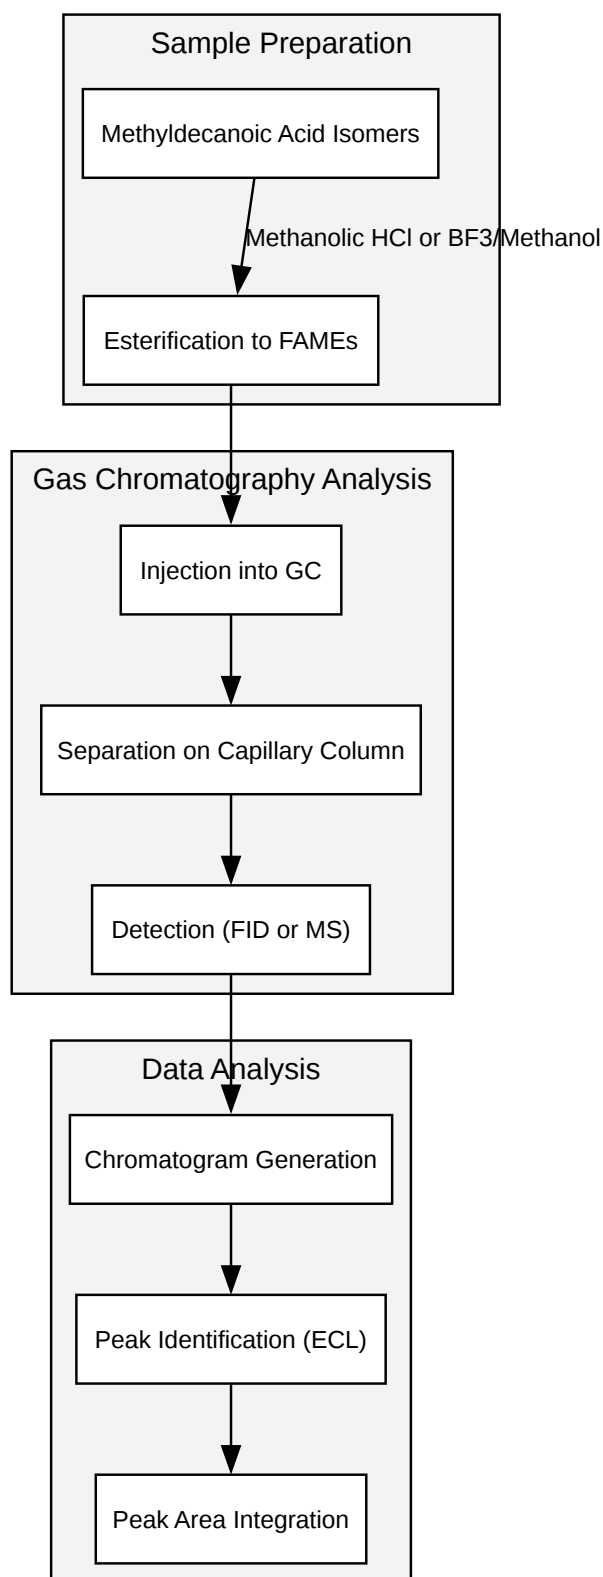 Sample Preparation
Methyldecanoic Acid Isomers
Methanolic HCl or BF3/Methanol
Esterification to FAMEs
Gas Chromatography Analysis
Injection into GC
Separation on Capillary Column
Detection (FID or MS)
Data Analysis
Chromatogram Generation
Peak Identification (ECL)
Peak Area Integration